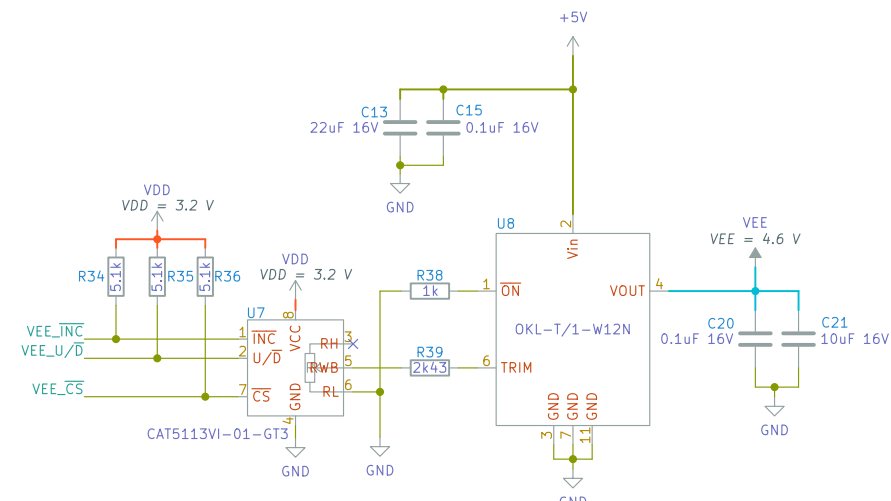 +5V
C13
22uF 16V
C15
0.1uF 16V
GND
VDD
VDD = 3.2 V
R34
5.1k
R35
5.1k
R36
5.1k
VDD
VDD = 3.2 V
U7
VEE_INC
VEE_U/D
VEE_CS
1
2
7
8
4
3
5
6
INC
U/D
CS
VCC
GND
RH
RWB
RL
CAT5113VI-01-GT3
GND
GND
R38
1k
R39
2k43
U8
2
Vin
1
ON
6
TRIM
VOUT
4
OKL-T/1-W12N
GND
GND
GND
3
7
11
GND
VEE
VEE = 4.6 V
C20
0.1uF 16V
C21
10uF 16V
GND